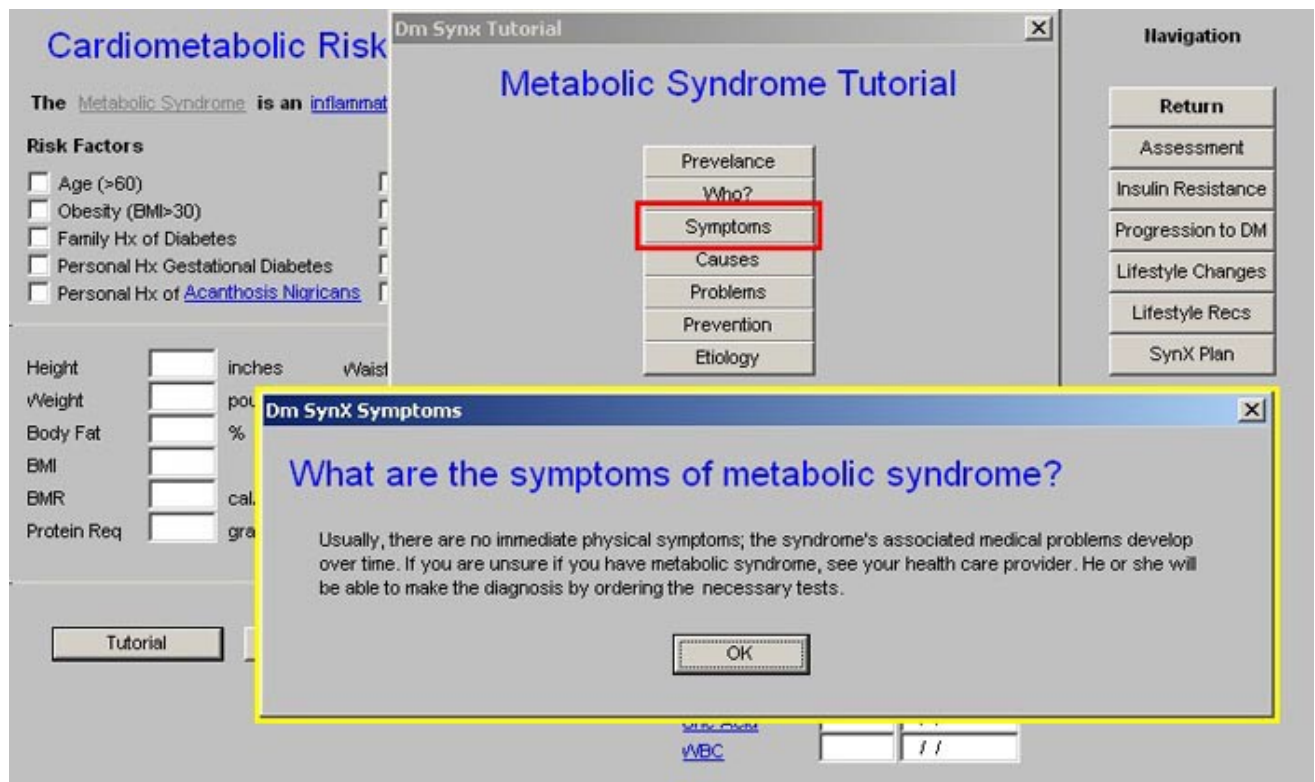 Cardiometabolic Risk
The Metabolic Syndrome is an
Risk Factors
Age (>60)
Obesity (BMI>30)
Family Hx of Diabetes
Personal Hx Gestational Diabetes
Personal Hx of Acanthosis Nigricans
Height inches
Weight
Body Fat %
BMI
BMR cal.
Protein Req
Tutorial
Dm Synx Tutorial
Metabolic Syndrome Tutorial
Prevelance
Who?
Symptoms
Causes
Problems
Prevention
Etiology
Navigation
Return
Assessment
Insulin Resistance
Progression to DM
Lifestyle Changes
Lifestyle Recs
SynX Plan
Dm SynX Symptoms
What are the symptoms of metabolic syndrome?
Usually, there are no immediate physical symptoms; the syndrome's associated medical problems develop
over time. If you are unsure if you have metabolic syndrome, see your health care provider. He or she will
be able to make the diagnosis by ordering the necessary tests.
OK
WBC / /